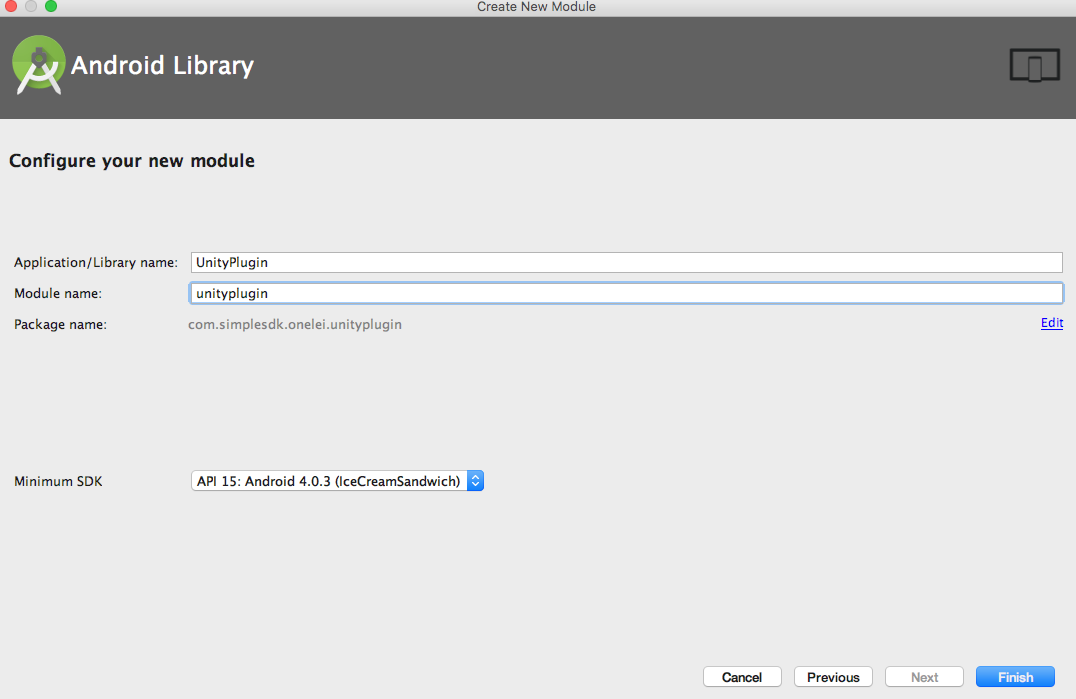 Create New Module
Android Library
Configure your new module
Application/Library name: UnityPlugin
Module name: unityplugin
Package name: com.simplesdk.onelei.unityplugin Edit
Minimum SDK API 15: Android 4.0.3 (IceCreamSandwich)
Cancel Previous Next Finish